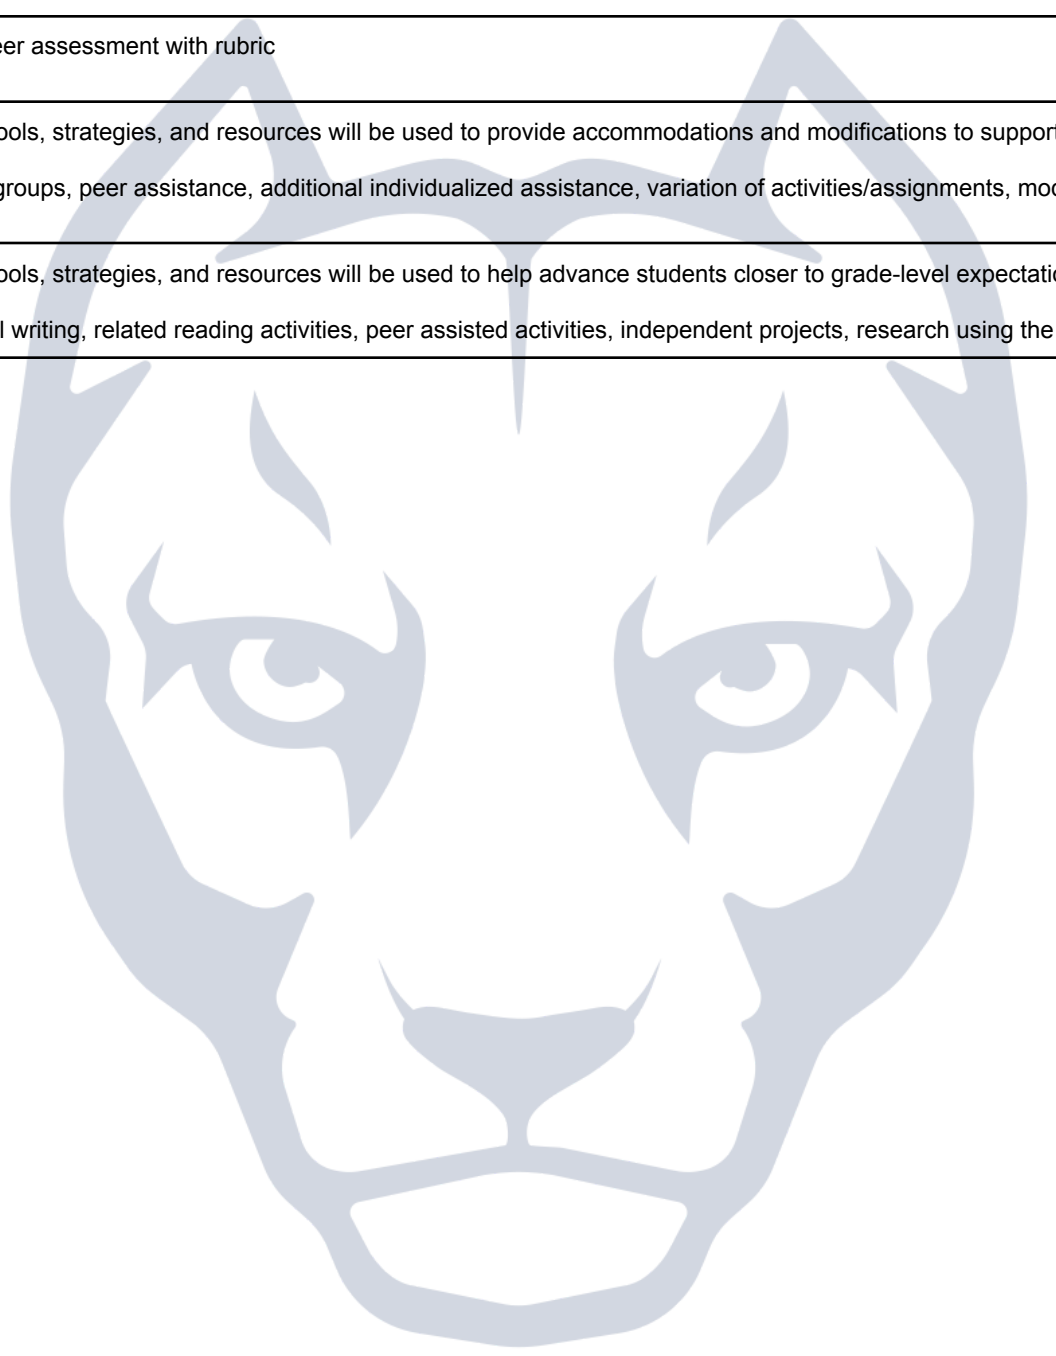 eer assessment with rubric
ools, strategies, and resources will be used to provide accommodations and modifications to support
groups, peer assistance, additional individualized assistance, variation of activities/assignments, mod
ools, strategies, and resources will be used to help advance students closer to grade-level expectatio
l writing, related reading activities, peer assisted activities, independent projects, research using the